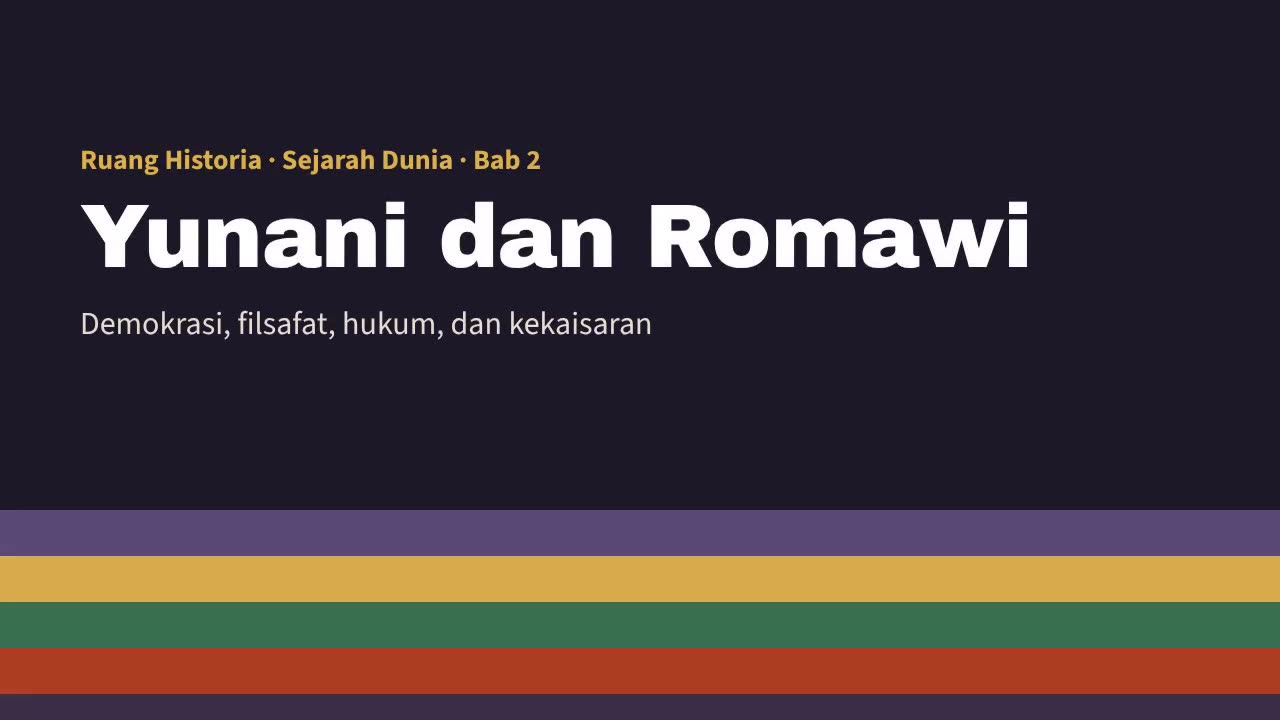 Ruang Historia · Sejarah Dunia · Bab 2
Yunani dan Romawi
Demokrasi, filsafat, hukum, dan kekaisaran